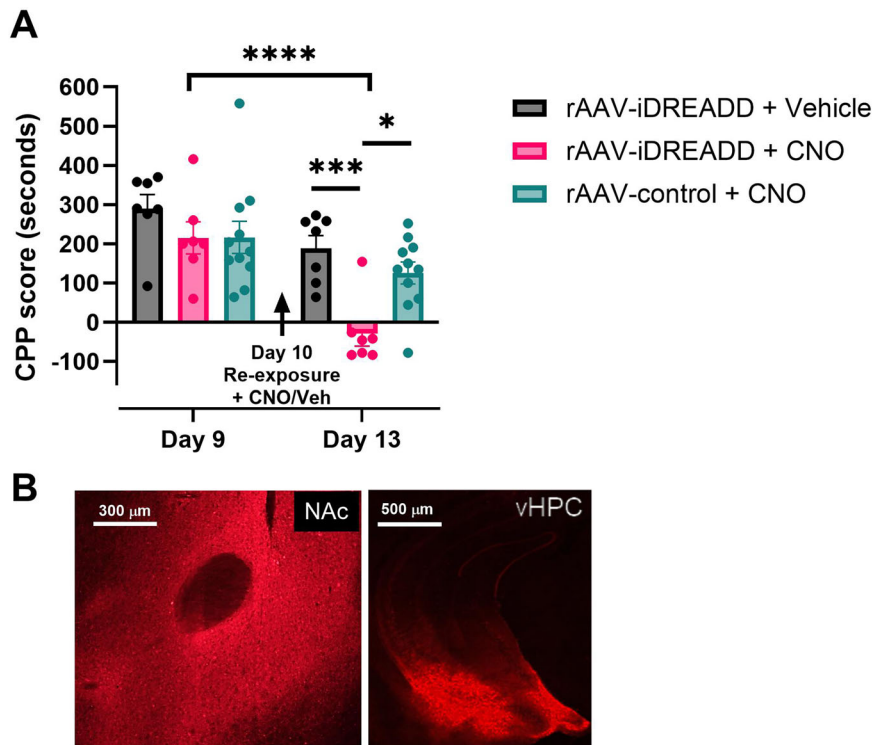 A
****
*
***
CPP score (seconds)
600
500
400
300
200
100
0
-100
Day 10
Re-exposure
+ CNO/Veh
Day 9
Day 13
rAAV-iDREADD + Vehicle
rAAV-iDREADD + CNO
rAAV-control + CNO
B
300 μm
NAc
500 μm
vHPC